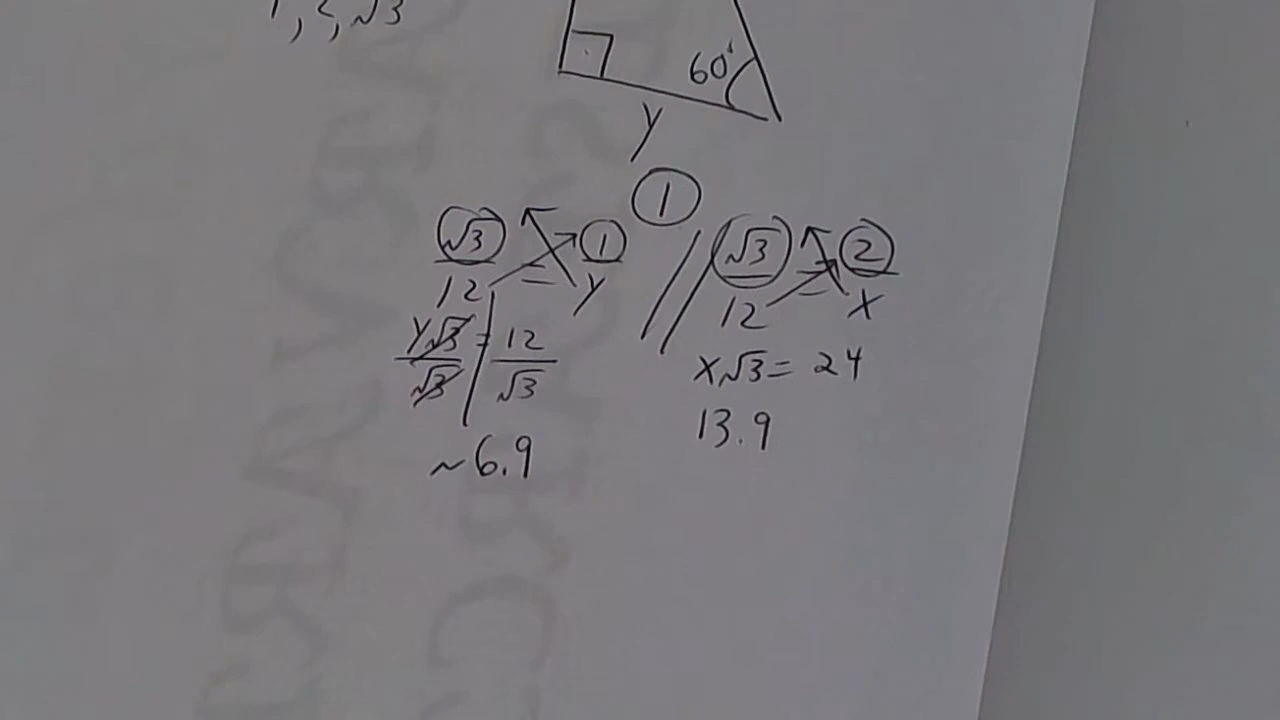 1, 2, √3
60°
y
1
√3/12 = 1/y // √3/12 = 2/x
y√3/√3 = 12/√3
x√3 = 24
~6.9
13.9